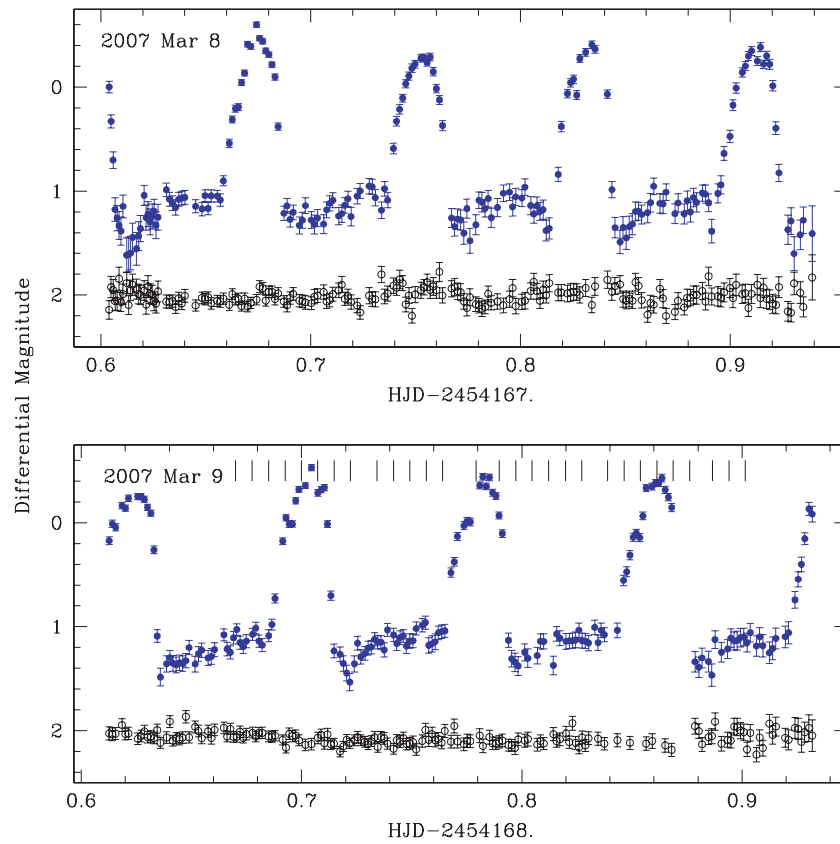 2007 Mar 8
0
1
2
0.6 0.7 0.8 0.9
HJD-2454167.
Differential Magnitude
2007 Mar 9
0
1
2
0.6 0.7 0.8 0.9
HJD-2454168.